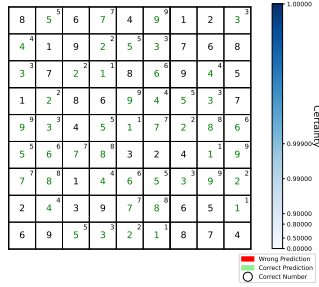 8 5 5 6 7 7 4 9 9 1 2 3 3
4 4 1 9 2 2 5 5 3 3 7 6 8
3 3 7 2 2 1 1 8 6 6 9 4 4 5
1 2 2 8 6 9 9 4 4 5 5 3 3 7
9 9 3 3 4 5 5 1 1 7 7 2 2 8 8 6 6
5 5 6 6 7 7 8 8 3 2 4 1 1 9 9
7 7 8 8 1 4 4 6 6 5 5 3 3 9 9 2 2
2 4 4 3 9 7 7 8 8 6 5 1 1
6 9 5 5 3 3 2 2 1 1 8 7 4
1.00000
0.99900
0.99000
0.90000
0.80000
0.50000
0.00000
Certainty
Wrong Prediction
Correct Prediction
Correct Number